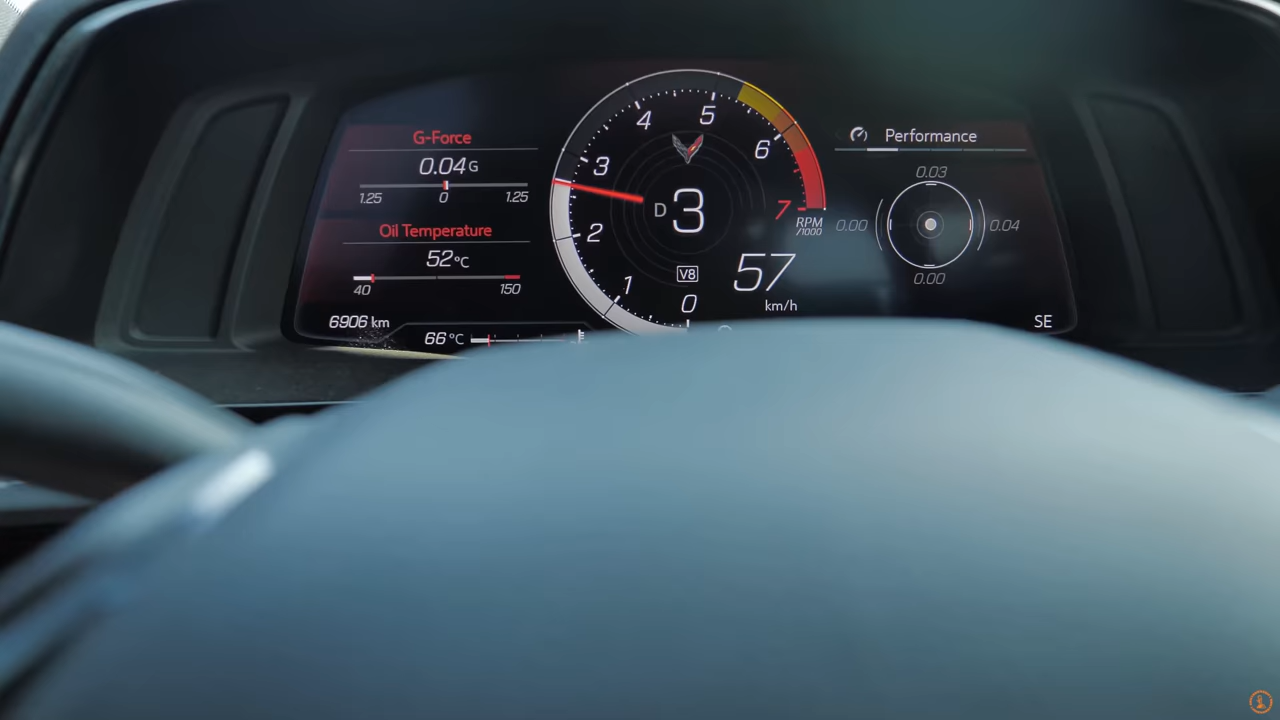 G-Force
0.04 G
1.25 0 1.25
Oil Temperature
52 °C
40 150
6906 km
66 °C
0
1
2
3
4
5
6
7
RPM
/1000
D 3
V8
57
km/h
Performance
0.03
0.00 0.04
0.00
SE